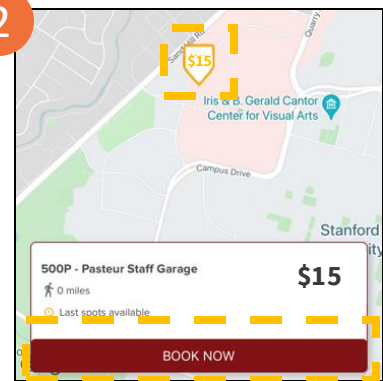 2
Sand Hill Rd
Quarry
$15
Iris & B. Gerald Cantor
Center for Visual Arts
Campus Drive
Stanford
500P - Pasteur Staff Garage
$15
0 miles
Last spots available
BOOK NOW